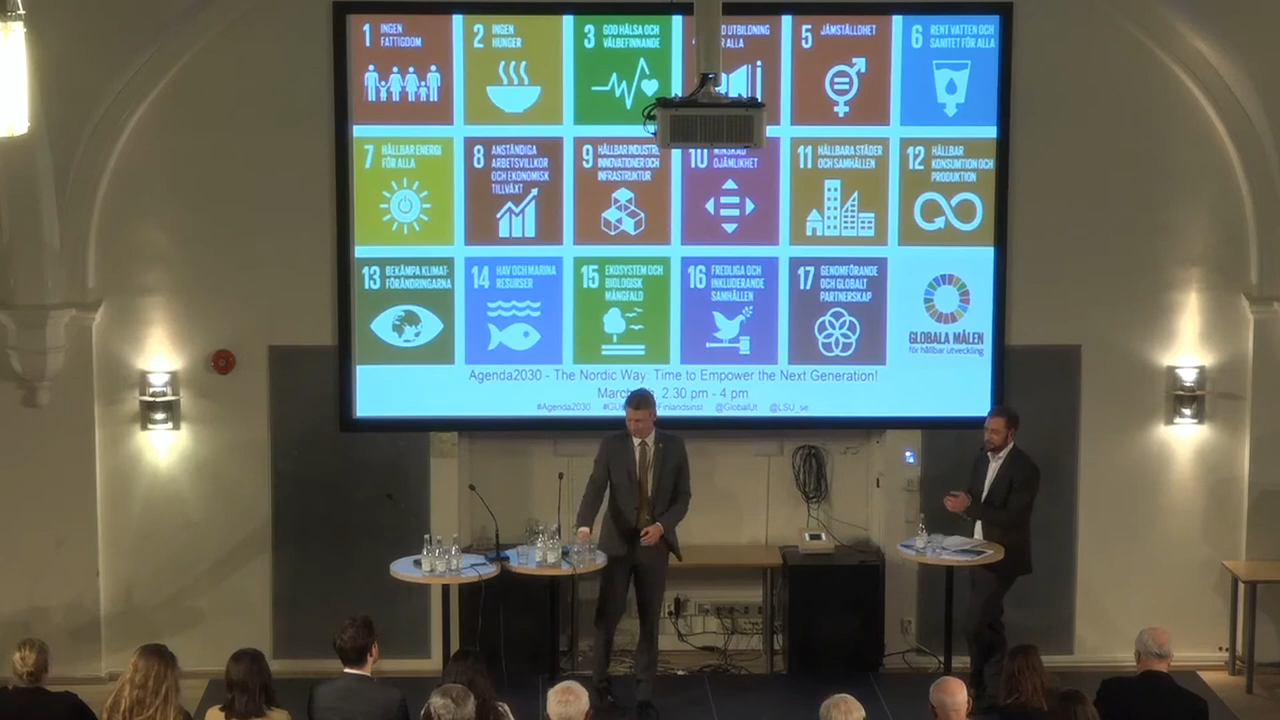 1 INGEN
FATTIGDOM
2 INGEN
HUNGER
3 GOD HÄLSA OCH
VÄLBEFINNANDE
UTBILDNING
ALLA
5 JÄMSTÄLLDHET
6 RENT VATTEN OCH
SANITET FÖR ALLA
7 HÅLLBAR ENERGI
FÖR ALLA
8 ANSTÄNDIGA
ARBETSVILLKOR
OCH EKONOMISK
TILLVÄXT
9 HÅLLBAR INDUSTRI,
INNOVATIONER OCH
INFRASTRUKTUR
10 MINSKAD
OJÄMLIKHET
11 HÅLLBARA STÄDER
OCH SAMHÄLLEN
12 HÅLLBAR
KONSUMTION OCH
PRODUKTION
13 BEKÄMPA KLIMAT-
FÖRÄNDRINGARNA
14 HAV OCH MARINA
RESURSER
15 EKOSYSTEM OCH
BIOLOGISK
MÅNGFALD
16 FREDLIGA OCH
INKLUDERANDE
SAMHÄLLEN
17 GENOMFÖRANDE
OCH GLOBALT
PARTNERSKAP
GLOBALA MÅLEN
för hållbar utveckling
Agenda2030 - The Nordic Way: Time to Empower the Next Generation!
March 2.30 pm - 4 pm
#Agenda2030 Finlandsinst @GlobalUt @LSU_se